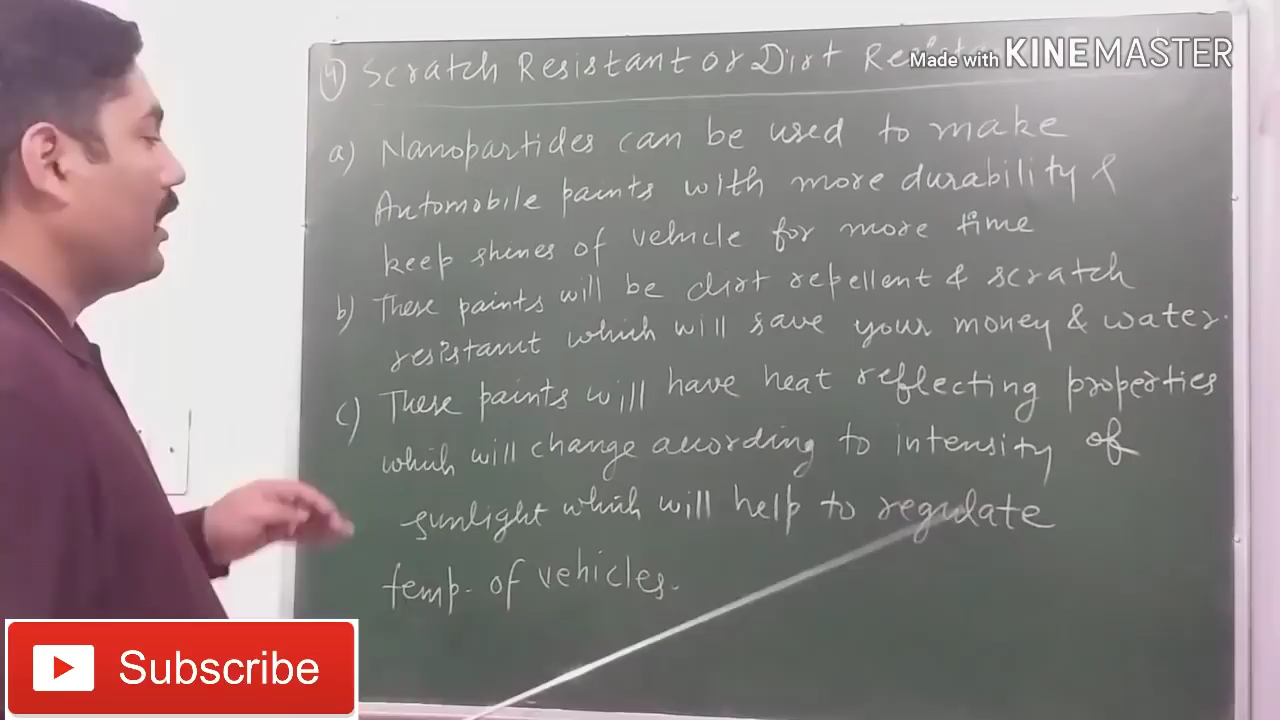 4) Scratch Resistant or Dirt
Made with KINEMASTER
a) Nanoparticles can be used to make
Automobile paints with more durability &
keep shines of vehicle for more time
b) These paints will be dirt repellent & scratch
resistant which will save your money & water.
c) These paints will have heat reflecting properties
which will change according to intensity of
sunlight which will help to regulate
temp. of vehicles.
Subscribe